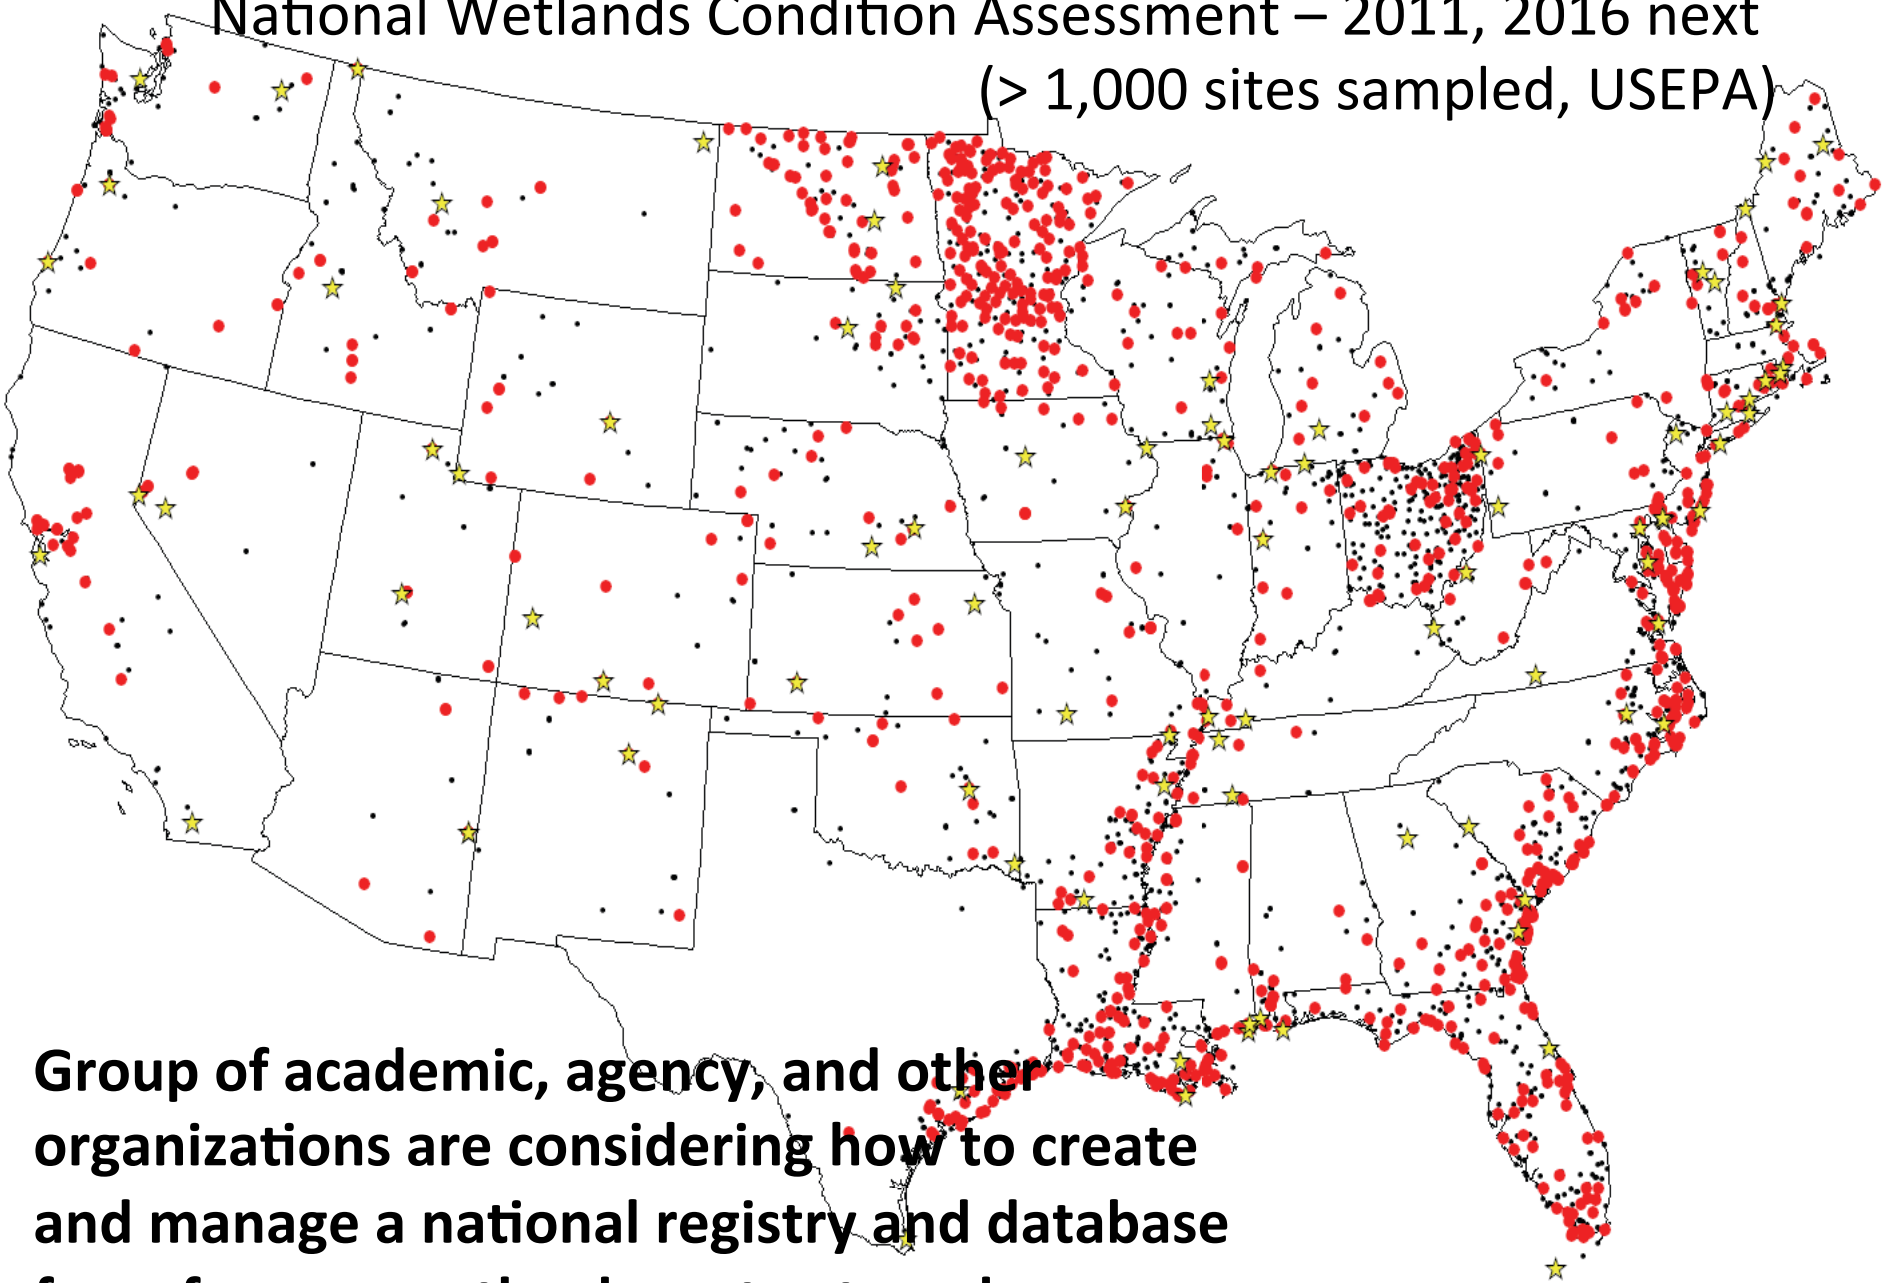 National Wetlands Condition Assessment – 2011, 2016 next
(> 1,000 sites sampled, USEPA)
Group of academic, agency, and other
organizations are considering how to create
and manage a national registry and database